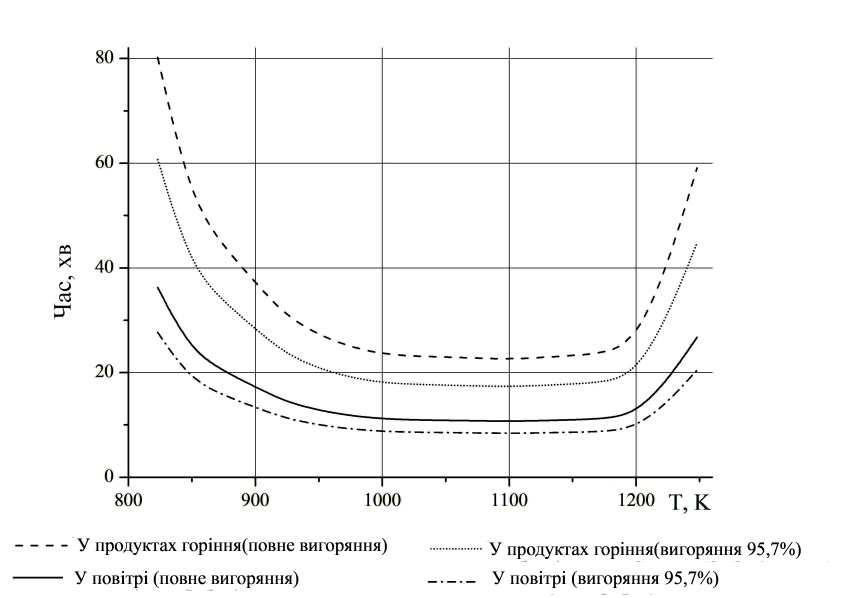 80
60
40
20
0
Час, хв
800 900 1000 1100 1200 T, K
У продуктах горіння(повне вигоряння)
У продуктах горіння(вигоряння 95,7%)
У повітрі (повне вигоряння)
У повітрі (вигоряння 95,7%)